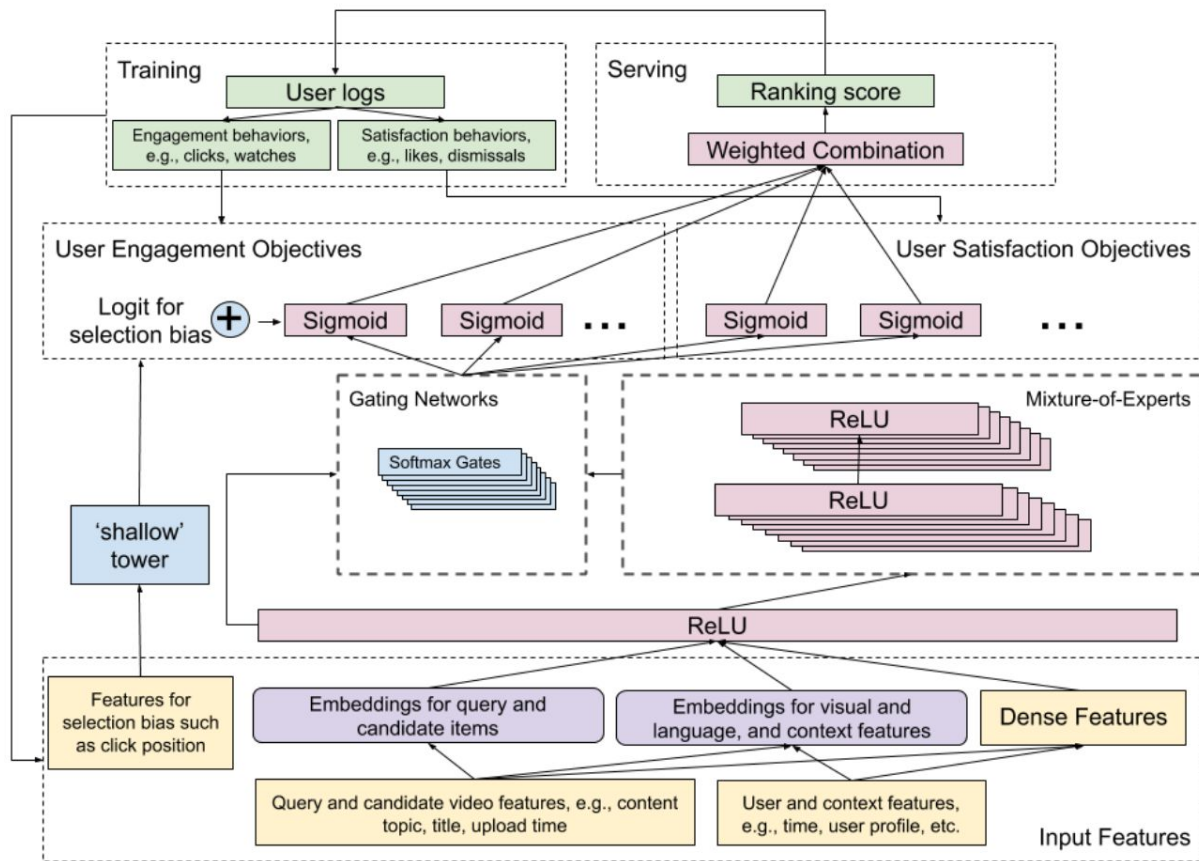 Training
User logs
Engagement behaviors,
e.g., clicks, watches
Satisfaction behaviors,
e.g., likes, dismissals
Serving
Ranking score
Weighted Combination
User Engagement Objectives
Logit for
selection bias
+
Sigmoid
Sigmoid
...
User Satisfaction Objectives
Sigmoid
Sigmoid
...
Gating Networks
Softmax Gates
Mixture-of-Experts
ReLU
ReLU
'shallow'
tower
ReLU
Features for
selection bias such
as click position
Embeddings for query and
candidate items
Embeddings for visual and
language, and context features
Dense Features
Query and candidate video features, e.g., content
topic, title, upload time
User and context features,
e.g., time, user profile, etc.
Input Features